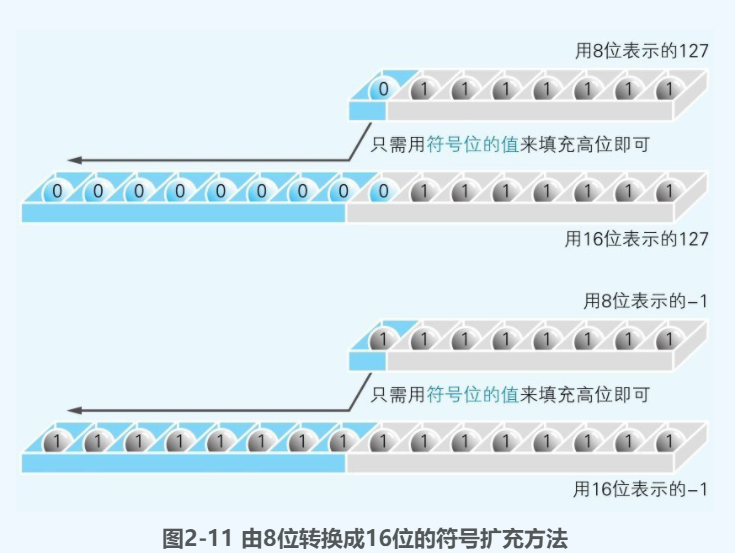 用8位表示的127
0 1 1 1 1 1 1 1
只需用符号位的值来填充高位即可
0 0 0 0 0 0 0 0 0 1 1 1 1 1 1 1
用16位表示的127
用8位表示的–1
1 1 1 1 1 1 1 1
只需用符号位的值来填充高位即可
1 1 1 1 1 1 1 1 1 1 1 1 1 1 1 1
用16位表示的–1
图2-11 由8位转换成16位的符号扩充方法